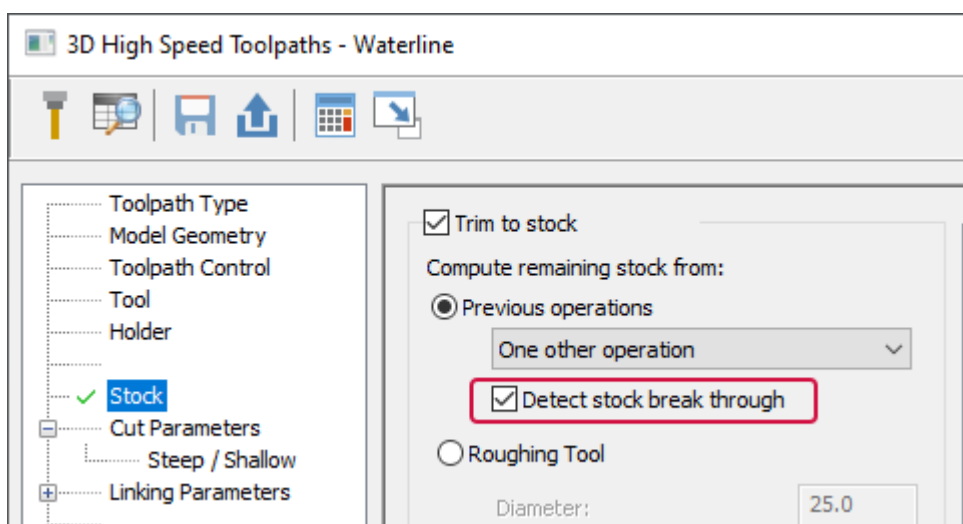 3D High Speed Toolpaths - Waterline
Toolpath Type
Model Geometry
Toolpath Control
Tool
Holder
Stock
Cut Parameters
Steep / Shallow
Linking Parameters
Trim to stock
Compute remaining stock from:
Previous operations
One other operation
Detect stock break through
Roughing Tool
Diameter: 25.0